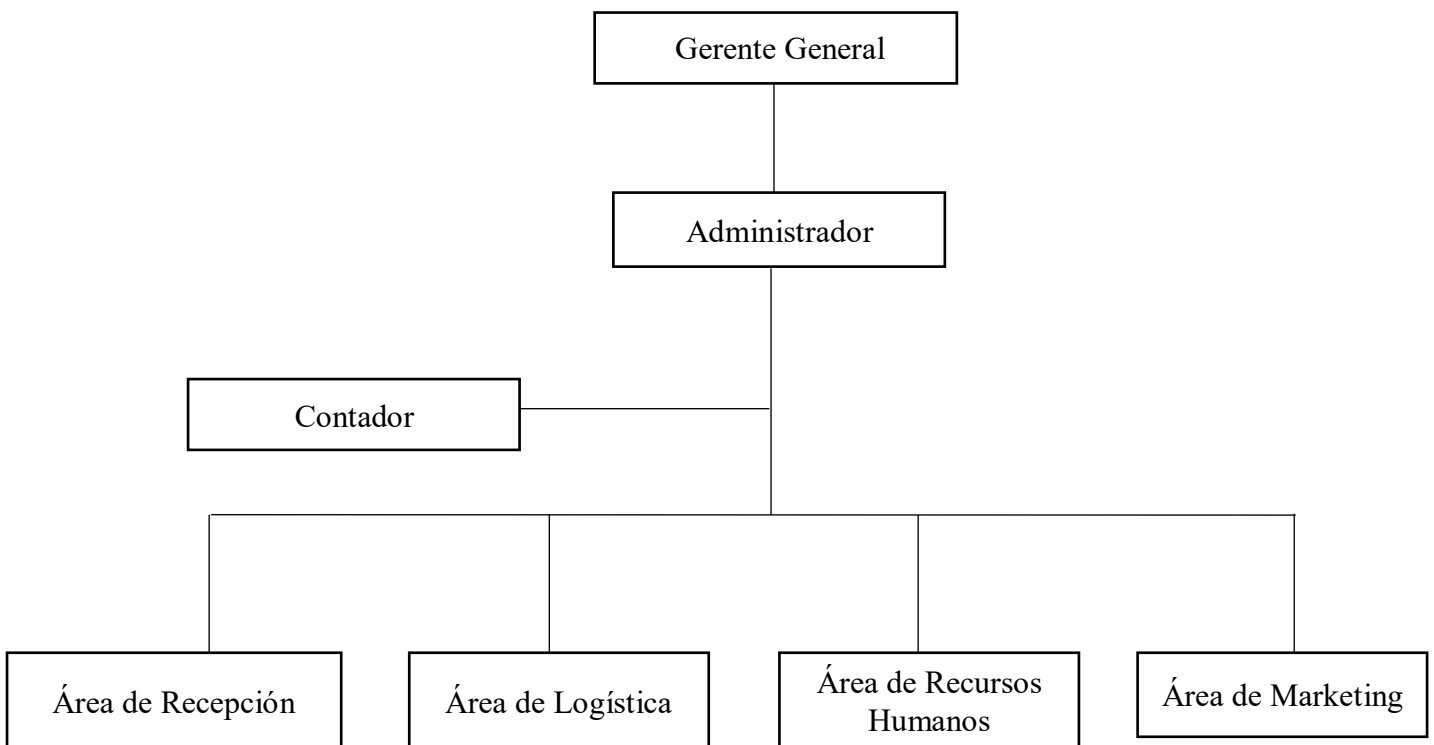 Gerente General
Administrador
Contador
Área de Recepción
Área de Logística
Área de Recursos
Humanos
Área de Marketing